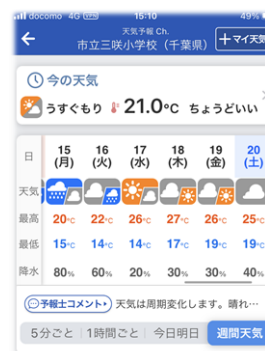 docomo 4G VPN 15:10 49%
天気予報 Ch.
市立三咲小学校（千葉県）
＋マイ天気
今の天気
うすぐもり 21.0℃ ちょうどいい
日 15 16 17 18 19 20
(月) (火) (水) (木) (金) (土)
天気
最高 20℃ 22℃ 26℃ 27℃ 26℃ 25℃
最低 15℃ 14℃ 14℃ 17℃ 19℃ 19℃
降水 80% 60% 20% 30% 30% 40%
予報士コメント 天気は周期変化します。晴れ…
5分ごと 1時間ごと 今日明日 週間天気